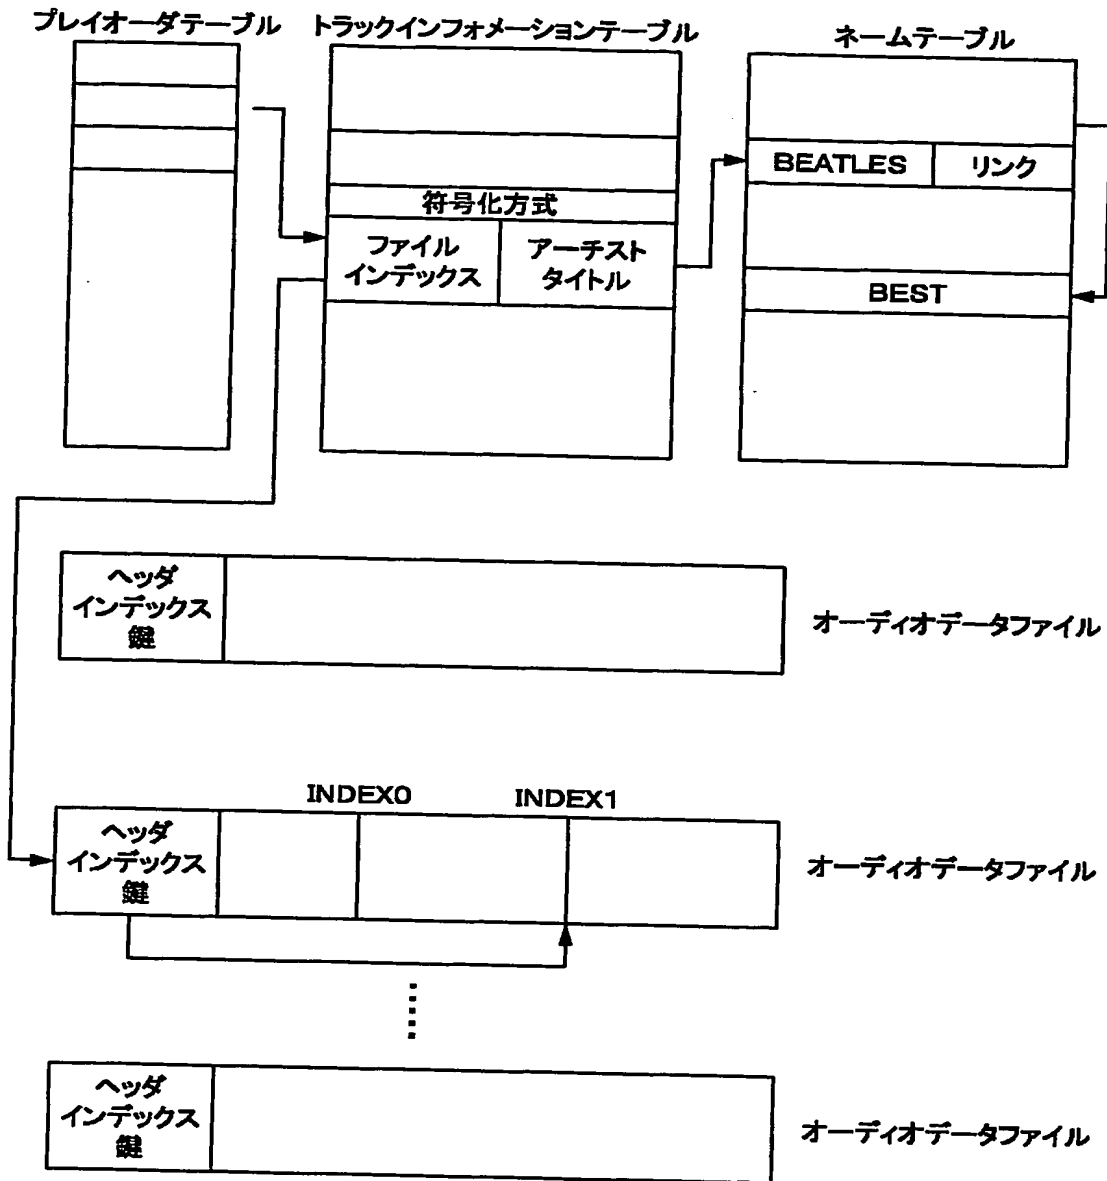 プレイオーダテーブル
トラックインフォメーションテーブル
ネームテーブル
BEATLES
リンク
符号化方式
ファイル
インデックス
アーチスト
タイトル
BEST
ヘッダ
インデックス
鍵
オーディオデータファイル
INDEX0
INDEX1
ヘッダ
インデックス
鍵
オーディオデータファイル
ヘッダ
インデックス
鍵
オーディオデータファイル